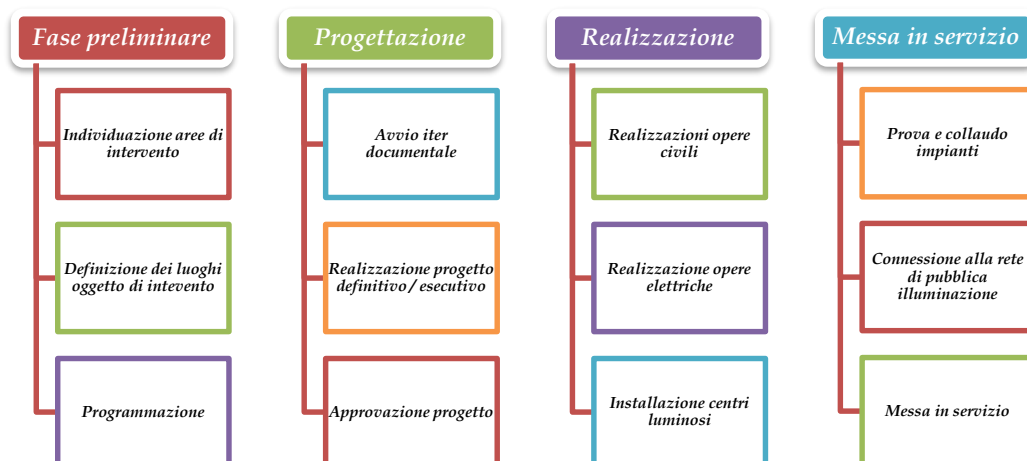 Fase preliminare
Individuazione aree di
intervento
Definizione dei luoghi
oggetto di intevento
Programmazione
Progettazione
Avvio iter
documentale
Realizzazione progetto
definitivo / esecutivo
Approvazione progetto
Realizzazione
Realizzazioni opere
civili
Realizzazione opere
elettriche
Installazione centri
luminosi
Messa in servizio
Prova e collaudo
impianti
Connessione alla rete
di pubblica
illuminazione
Messa in servizio